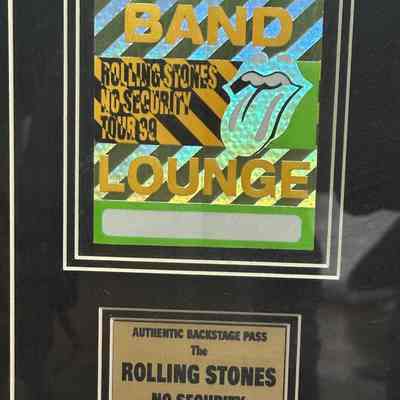 BAND
ROLLING STONES
NO SECURITY
TOUR 99
LOUNGE
AUTHENTIC BACKSTAGE PASS
The
ROLLING STONES
NO SECURITY